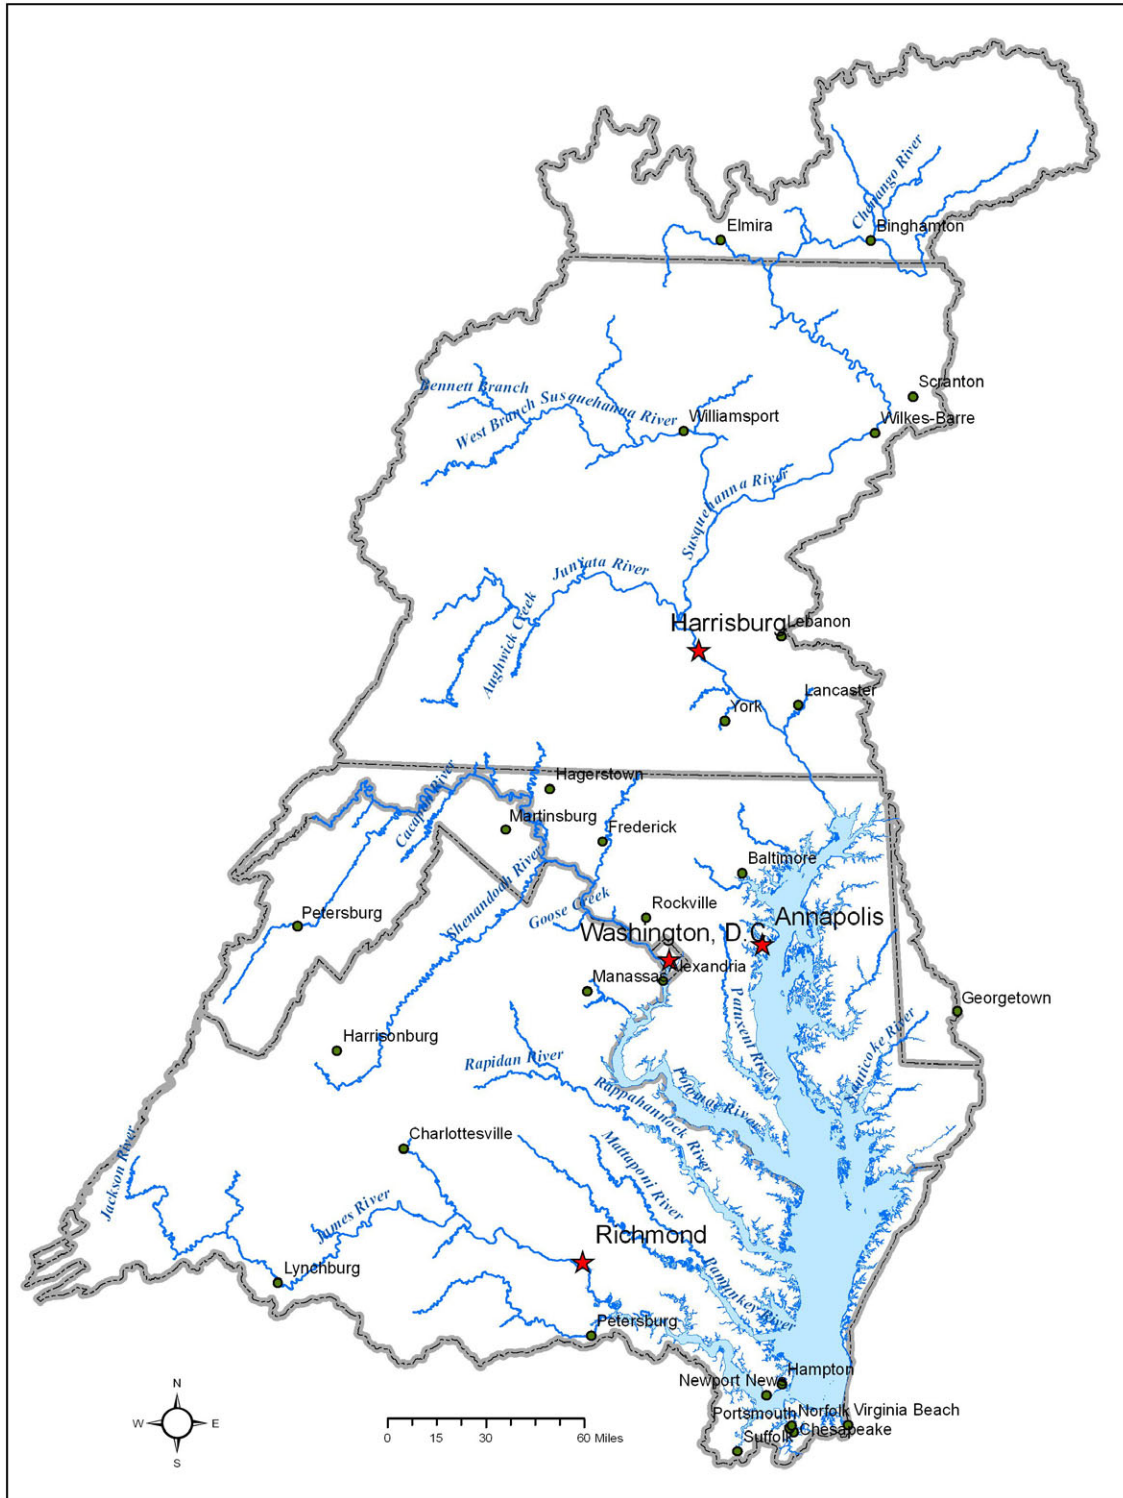 Chenango River
Elmira
Binghamton
Scranton
Bennett Branch
West Branch Susquehanna River
Williamsport
Wilkes-Barre
Susquehanna River
Juniata River
Aughwick Creek
Harrisburg
Lebanon
Lancaster
York
Hagerstown
Cacapon River
Martinsburg
Frederick
Baltimore
Shenandoah River
Goose Creek
Rockville
Petersburg
Washington, D.C.
Annapolis
Alexandria
Manassas
Patuxent River
Georgetown
Nanticoke River
Harrisonburg
Rapidan River
Potomac River
Rappahannock River
Charlottesville
Mattaponi River
Jackson River
James River
Richmond
Lynchburg
Pamunkey River
Petersburg
Hampton
Newport News
Portsmouth
Norfolk
Virginia Beach
Chesapeake
Suffolk
N
W
E
S
0 15 30 60 Miles